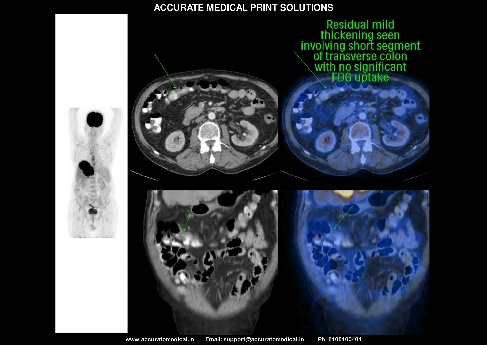 ACCURATE MEDICAL PRINT SOLUTIONS
Residual mild
thickening seen
involving short segment
of transverse colon
with no significant
FDG uptake
www.accuratemedical.in Email: support@accuratemedical.in Ph